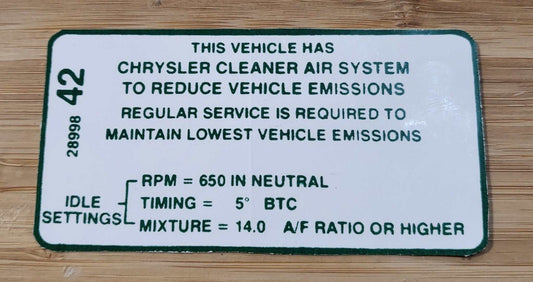 THIS VEHICLE HAS
CHRYSLER CLEANER AIR SYSTEM
TO REDUCE VEHICLE EMISSIONS
REGULAR SERVICE IS REQUIRED TO
MAINTAIN LOWEST VEHICLE EMISSIONS
28998 42
IDLE
SETTINGS
RPM = 650 IN NEUTRAL
TIMING = 5° BTC
MIXTURE = 14.0 A/F RATIO OR HIGHER